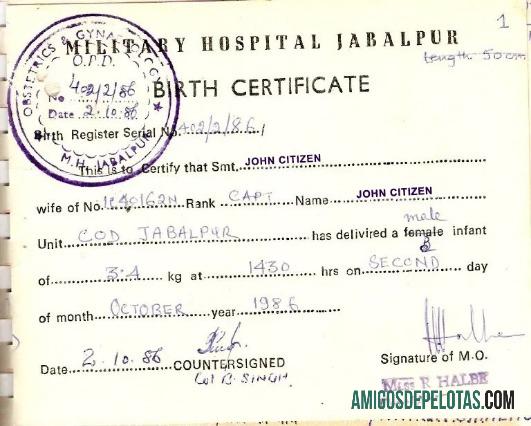 1
MILITARY HOSPITAL JABALPUR
Length 50 cm
OBSTETRICS & GYNAECOLOGY
O.P.D.
No 402/2/86
Date 2.10.86
M.H. JABALPUR
BIRTH CERTIFICATE
Birth Register Serial No. 402/2/86/
This is to Certify that Smt. JOHN CITIZEN
wife of No. Rank CAPT Name JOHN CITIZEN
male
Unit COD JABALPUR has delivired a female infant
of 3.4 kg at 1430 hrs on SECOND day
of month OCTOBER year 1986
Date 2.10.86 COUNTERSIGNED Signature of M.O.
Col B. SINGH.
Miss R HALBE
AMIGOSDEPELOTAS.COM